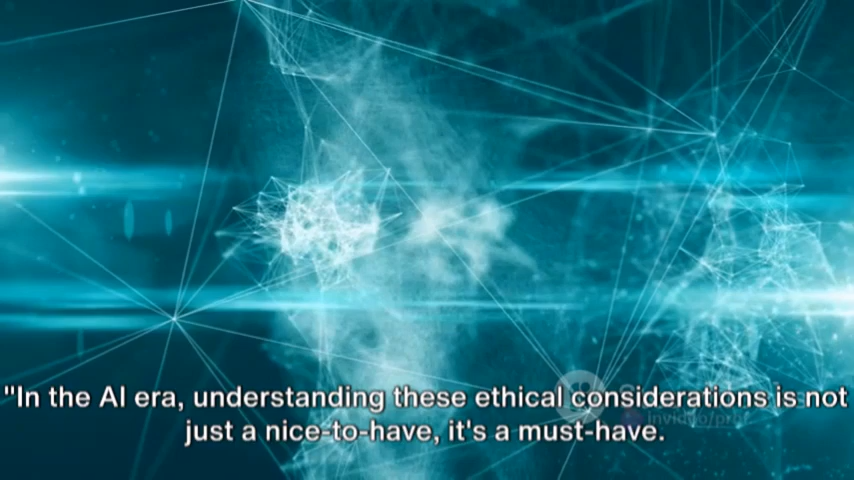 "In the AI era, understanding these ethical considerations is not
just a nice-to-have, it's a must-have.